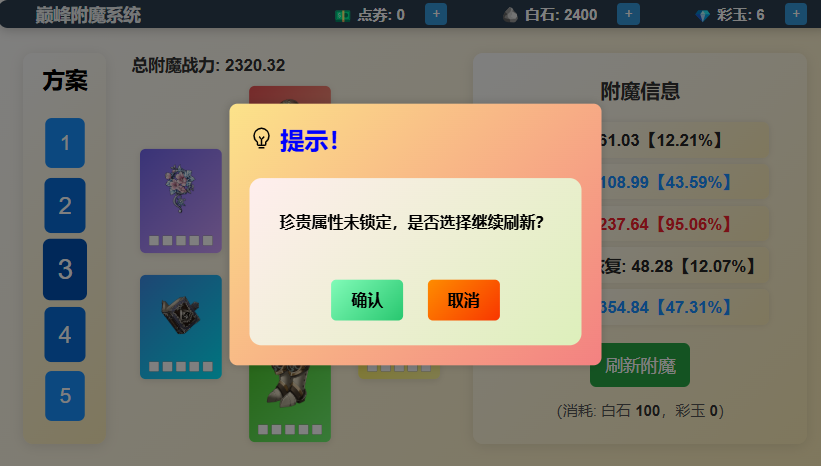 巅峰附魔系统
点券: 0
+
白石: 2400
+
彩玉: 6
+
方案
1
2
3
4
5
总附魔战力: 2320.32
提示!
珍贵属性未锁定，是否选择继续刷新?
确认
取消
附魔信息
61.03【12.21%】
108.99【43.59%】
237.64【95.06%】
恢复: 48.28【12.07%】
354.84【47.31%】
刷新附魔
(消耗: 白石 100，彩玉 0)